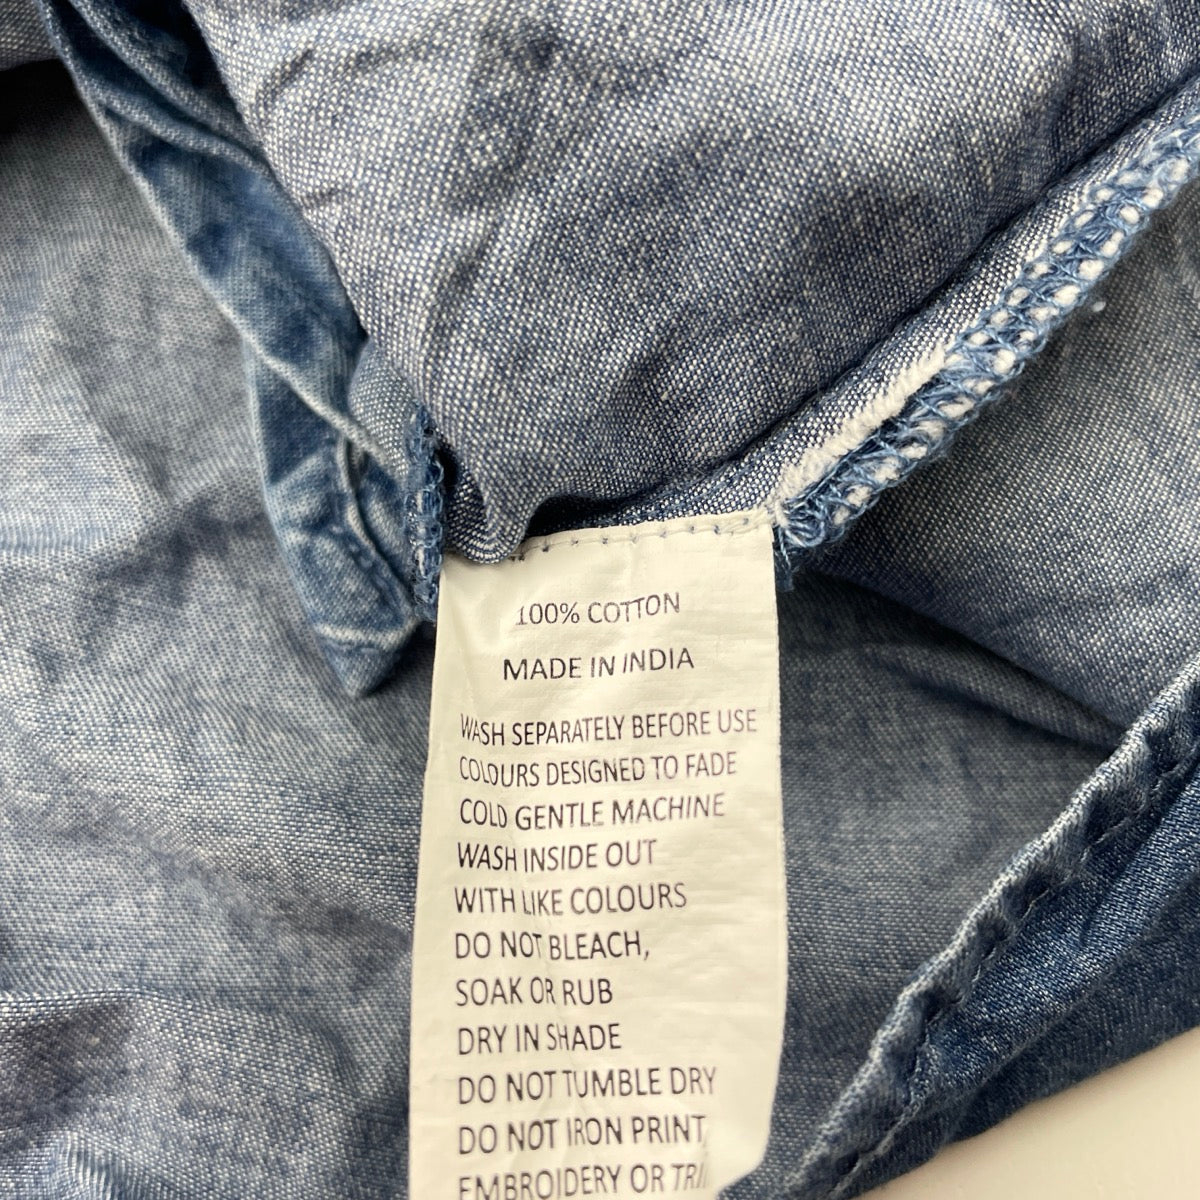 100% COTTON
MADE IN INDIA
WASH SEPARATELY BEFORE USE
COLOURS DESIGNED TO FADE
COLD GENTLE MACHINE
WASH INSIDE OUT
WITH LIKE COLOURS
DO NOT BLEACH,
SOAK OR RUB
DRY IN SHADE
DO NOT TUMBLE DRY
DO NOT IRON PRINT,
EMBROIDERY OR